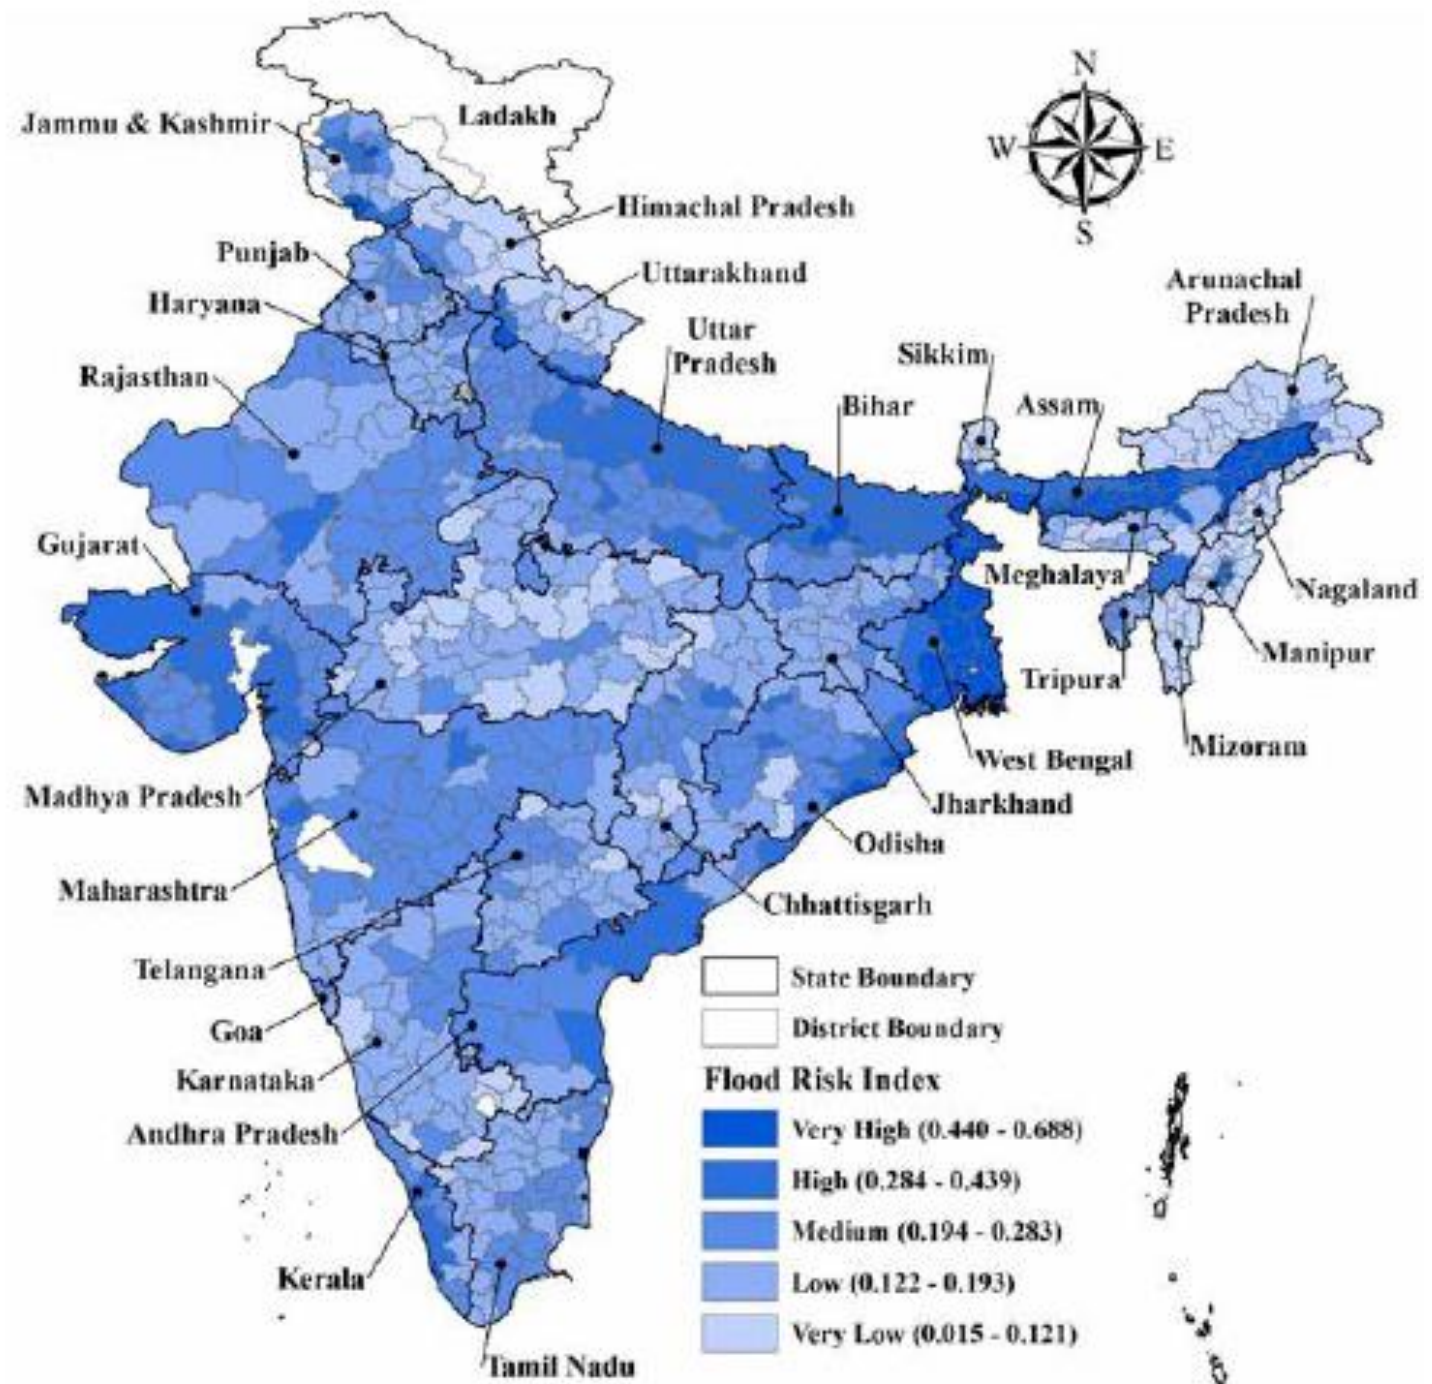 N
Ladakh
Jammu & Kashmir
W
E
S
Himachal Pradesh
Punjab
Uttarakhand
Arunachal
Pradesh
Haryana
Uttar
Pradesh
Sikkim
Rajasthan
Bihar
Assam
Gujarat
Meghalaya
Nagaland
Manipur
Tripura
Mizoram
West Bengal
Madhya Pradesh
Jharkhand
Odisha
Maharashtra
Chhattisgarh
Telangana
State Boundary
Goa
District Boundary
Karnataka
Flood Risk Index
Andhra Pradesh
Very High (0.440 - 0.688)
High (0.284 - 0.439)
Medium (0.194 - 0.283)
Kerala
Low (0.122 - 0.193)
Very Low (0.015 - 0.121)
Tamil Nadu